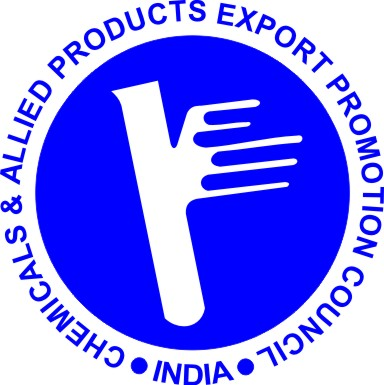 CHEMICALS & ALLIED PRODUCTS EXPORT PROMOTION COUNCIL
• INDIA •